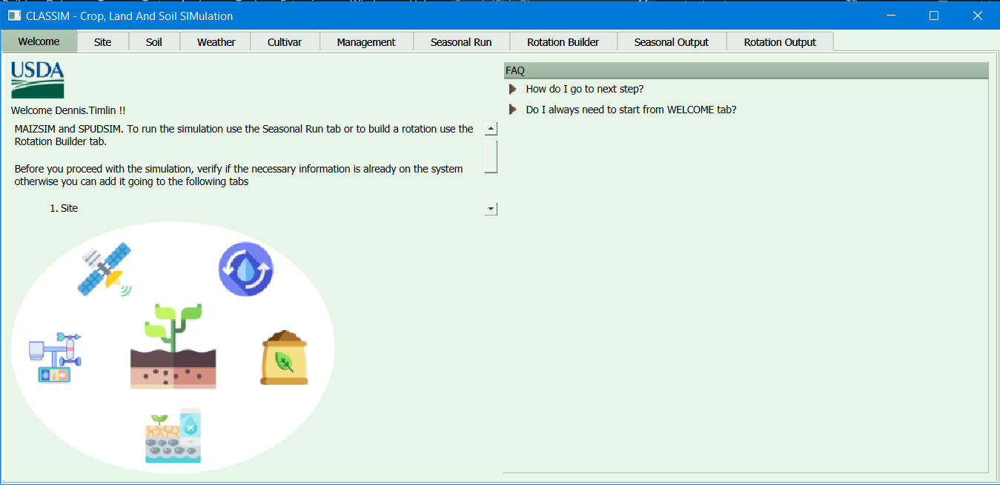 CLASSIM - Crop, Land And Soil SIMulation
Welcome Site Soil Weather Cultivar Management Seasonal Run Rotation Builder Seasonal Output Rotation Output
USDA
Welcome Dennis.Timlin !!
MAIZSIM and SPUDSIM. To run the simulation use the Seasonal Run tab or to build a rotation use the
Rotation Builder tab.
Before you proceed with the simulation, verify if the necessary information is already on the system
otherwise you can add it going to the following tabs
1. Site
FAQ
How do I go to next step?
Do I always need to start from WELCOME tab?